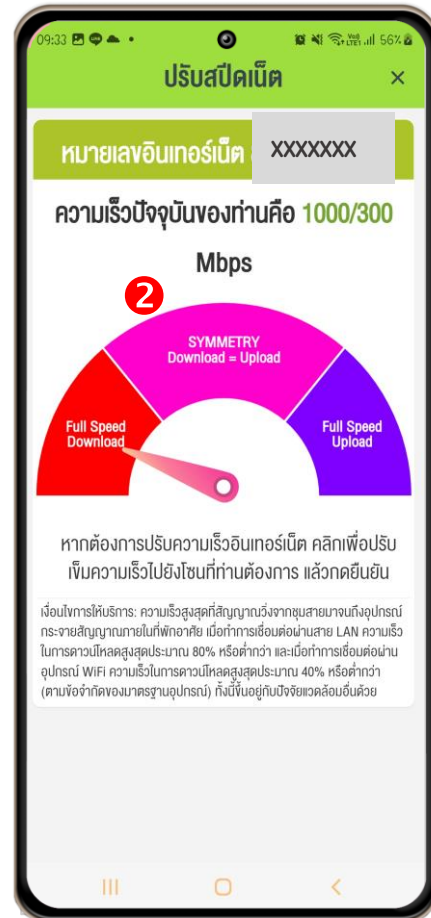 09:33
56%
ปรับสปีดเน็ต ×
หมายเลขอินเทอร์เน็ต XXXXXXX
ความเร็วปัจจุบันของท่านคือ 1000/300
Mbps
2
SYMMETRY
Download = Upload
Full Speed
Download
Full Speed
Upload
หากต้องการปรับความเร็วอินเทอร์เน็ต คลิกเพื่อปรับ
เข็มความเร็วไปยังโซนที่ท่านต้องการ แล้วกดยืนยัน
เงื่อนไขการให้บริการ: ความเร็วสูงสุดที่สัญญาณวิ่งจากชุมสายมาจนถึงอุปกรณ์
กระจายสัญญาณภายในที่พักอาศัย เมื่อทำการเชื่อมต่อผ่านสาย LAN ความเร็ว
ในการดาวน์โหลดสูงสุดประมาณ 80% หรือต่ำกว่า และเมื่อทำการเชื่อมต่อผ่าน
อุปกรณ์ WiFi ความเร็วในการดาวน์โหลดสูงสุดประมาณ 40% หรือต่ำกว่า
(ตามข้อจำกัดของมาตรฐานอุปกรณ์) ทั้งนี้ขึ้นอยู่กับปัจจัยแวดล้อมอื่นด้วย